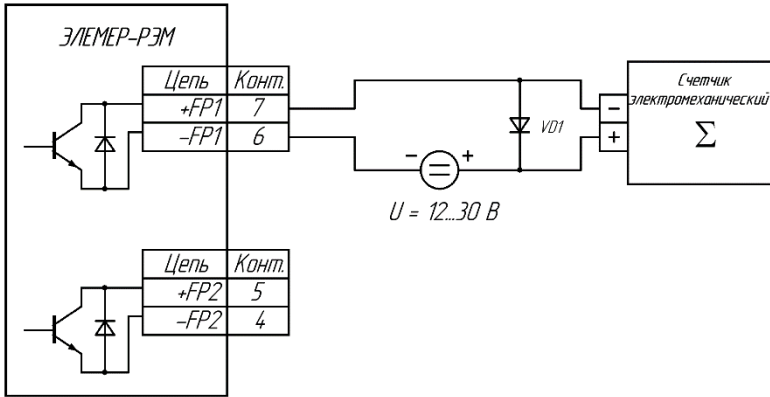 ЭЛЕМЕР-РЭМ
Цепь Конт.
+FP1 7
-FP1 6
- +
U = 12...30 В
VD1
-
+
Счетчик
электромеханический
Σ
Цепь Конт.
+FP2 5
-FP2 4